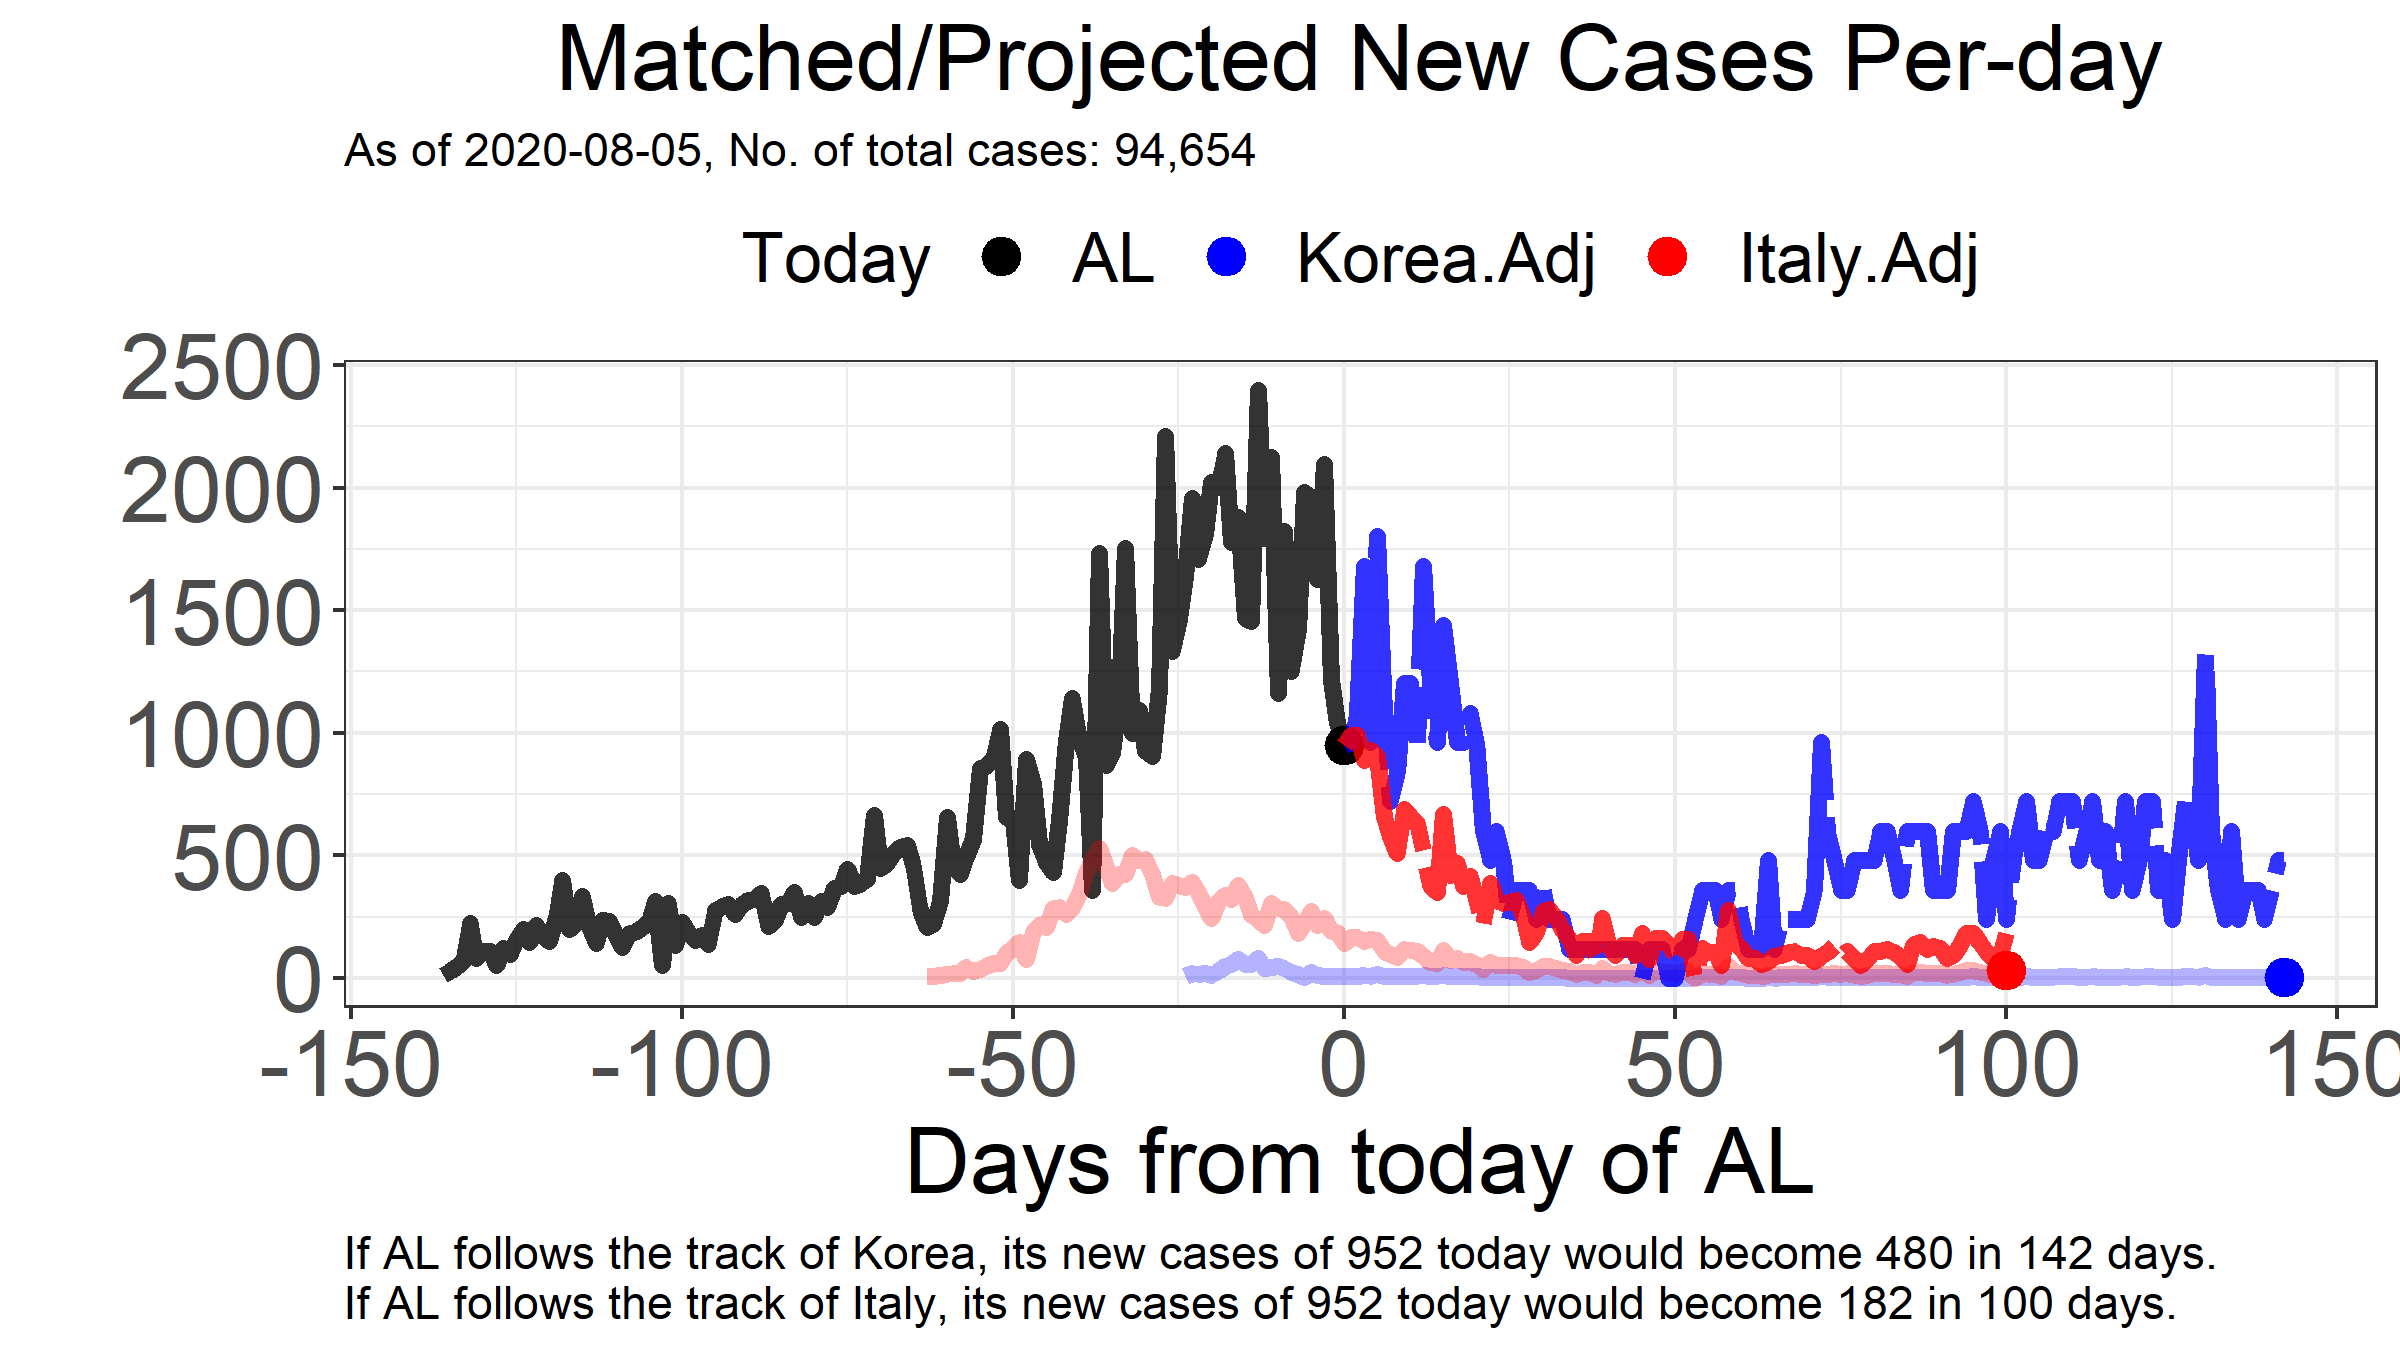 Matched/Projected New Cases Per-day
As of 2020-08-05, No. of total cases: 94,654
Today AL Korea.Adj Italy.Adj
2500
2000
1500
1000
500
0
-150 -100 -50 0 50 100 150
Days from today of AL
If AL follows the track of Korea, its new cases of 952 today would become 480 in 142 days.
If AL follows the track of Italy, its new cases of 952 today would become 182 in 100 days.